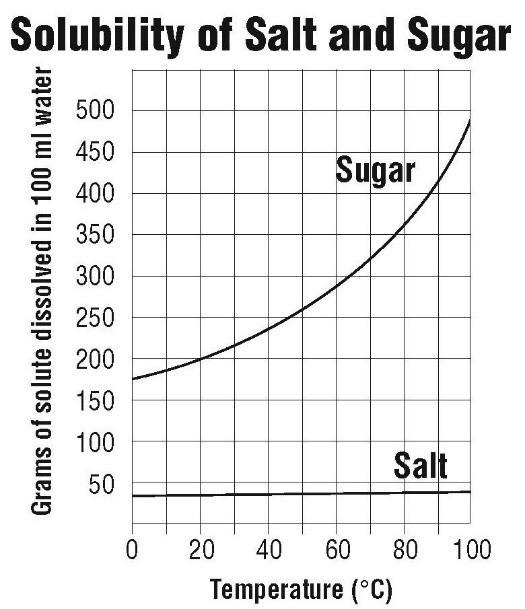 Solubility of Salt and Sugar
Grams of solute dissolved in 100 ml water
500
450
400
350
300
250
200
150
100
50
Sugar
Salt
0 20 40 60 80 100
Temperature (°C)